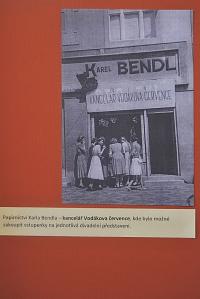 KAREL BENDL
KANCELÁŘ VODÁKOVA ČERVENCE
Papírnictví Karla Bendla – kancelář Vodákova července, kde bylo možné
zakoupit vstupenky na jednotlivá divadelní představení.